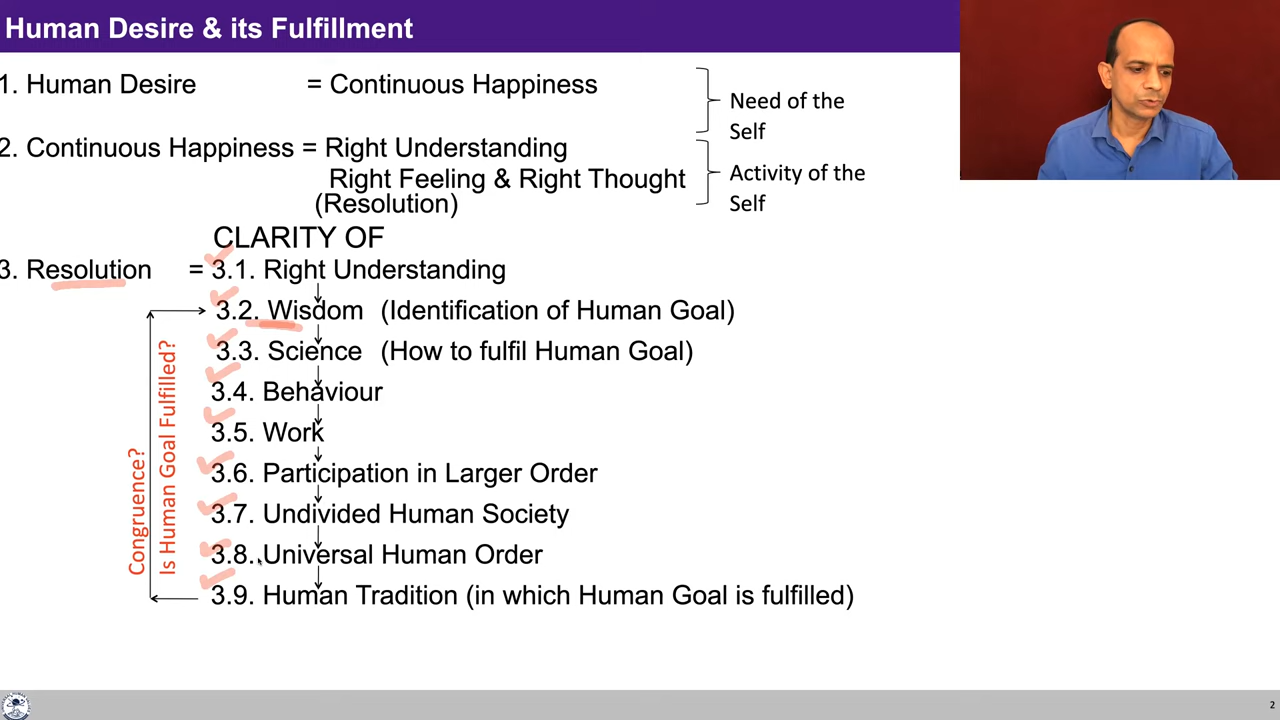 Human Desire & its Fulfillment
1. Human Desire = Continuous Happiness
Need of the
Self
2. Continuous Happiness = Right Understanding
Right Feeling & Right Thought
(Resolution)
Activity of the
Self
CLARITY OF
3. Resolution = 3.1. Right Understanding
3.2. Wisdom (Identification of Human Goal)
3.3. Science (How to fulfil Human Goal)
3.4. Behaviour
3.5. Work
3.6. Participation in Larger Order
3.7. Undivided Human Society
3.8. Universal Human Order
3.9. Human Tradition (in which Human Goal is fulfilled)
Congruence?
Is Human Goal Fulfilled?
2